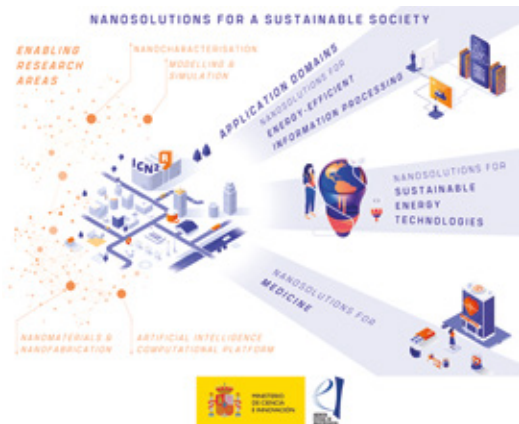 NANOSOLUTIONS FOR A SUSTAINABLE SOCIETY
ENABLING
RESEARCH
AREAS
NANOCHARACTERISATION
MODELLING &
SIMULATION
APPLICATION DOMAINS
NANOSOLUTIONS FOR
ENERGY-EFFICIENT
INFORMATION PROCESSING
ICN2
NANOSOLUTIONS FOR
SUSTAINABLE
ENERGY
TECHNOLOGIES
NANOSOLUTIONS FOR
MEDICINE
NANOMATERIALS &
NANOFABRICATION
ARTIFICIAL INTELLIGENCE
COMPUTATIONAL PLATFORM
MINISTERIO
DE CIENCIA
E INNOVACIÓN